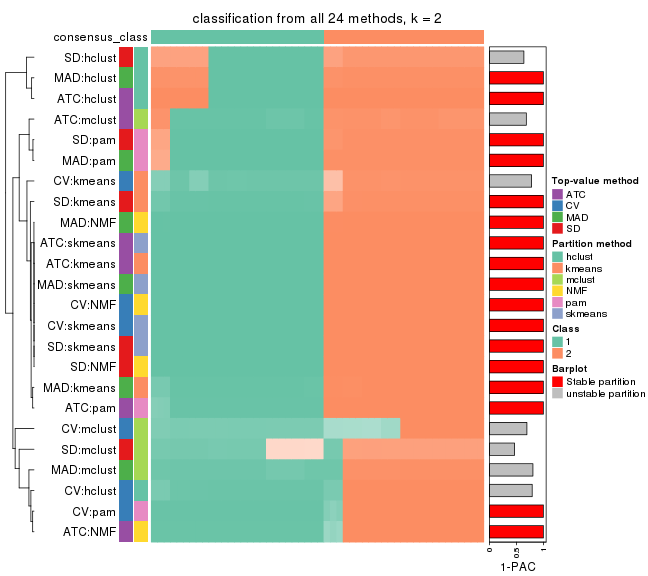 classification from all 24 methods, k = 2
consensus_class
SD:hclust
MAD:hclust
ATC:hclust
ATC:mclust
SD:pam
MAD:pam
CV:kmeans
SD:kmeans
MAD:NMF
ATC:skmeans
ATC:kmeans
MAD:skmeans
CV:NMF
CV:skmeans
SD:skmeans
SD:NMF
MAD:kmeans
ATC:pam
CV:mclust
SD:mclust
MAD:mclust
CV:hclust
CV:pam
ATC:NMF
0
0.5
1
1-PAC
Top-value method
ATC
CV
MAD
SD
Partition method
hclust
kmeans
mclust
NMF
pam
skmeans
Class
1
2
Barplot
Stable partition
unstable partition